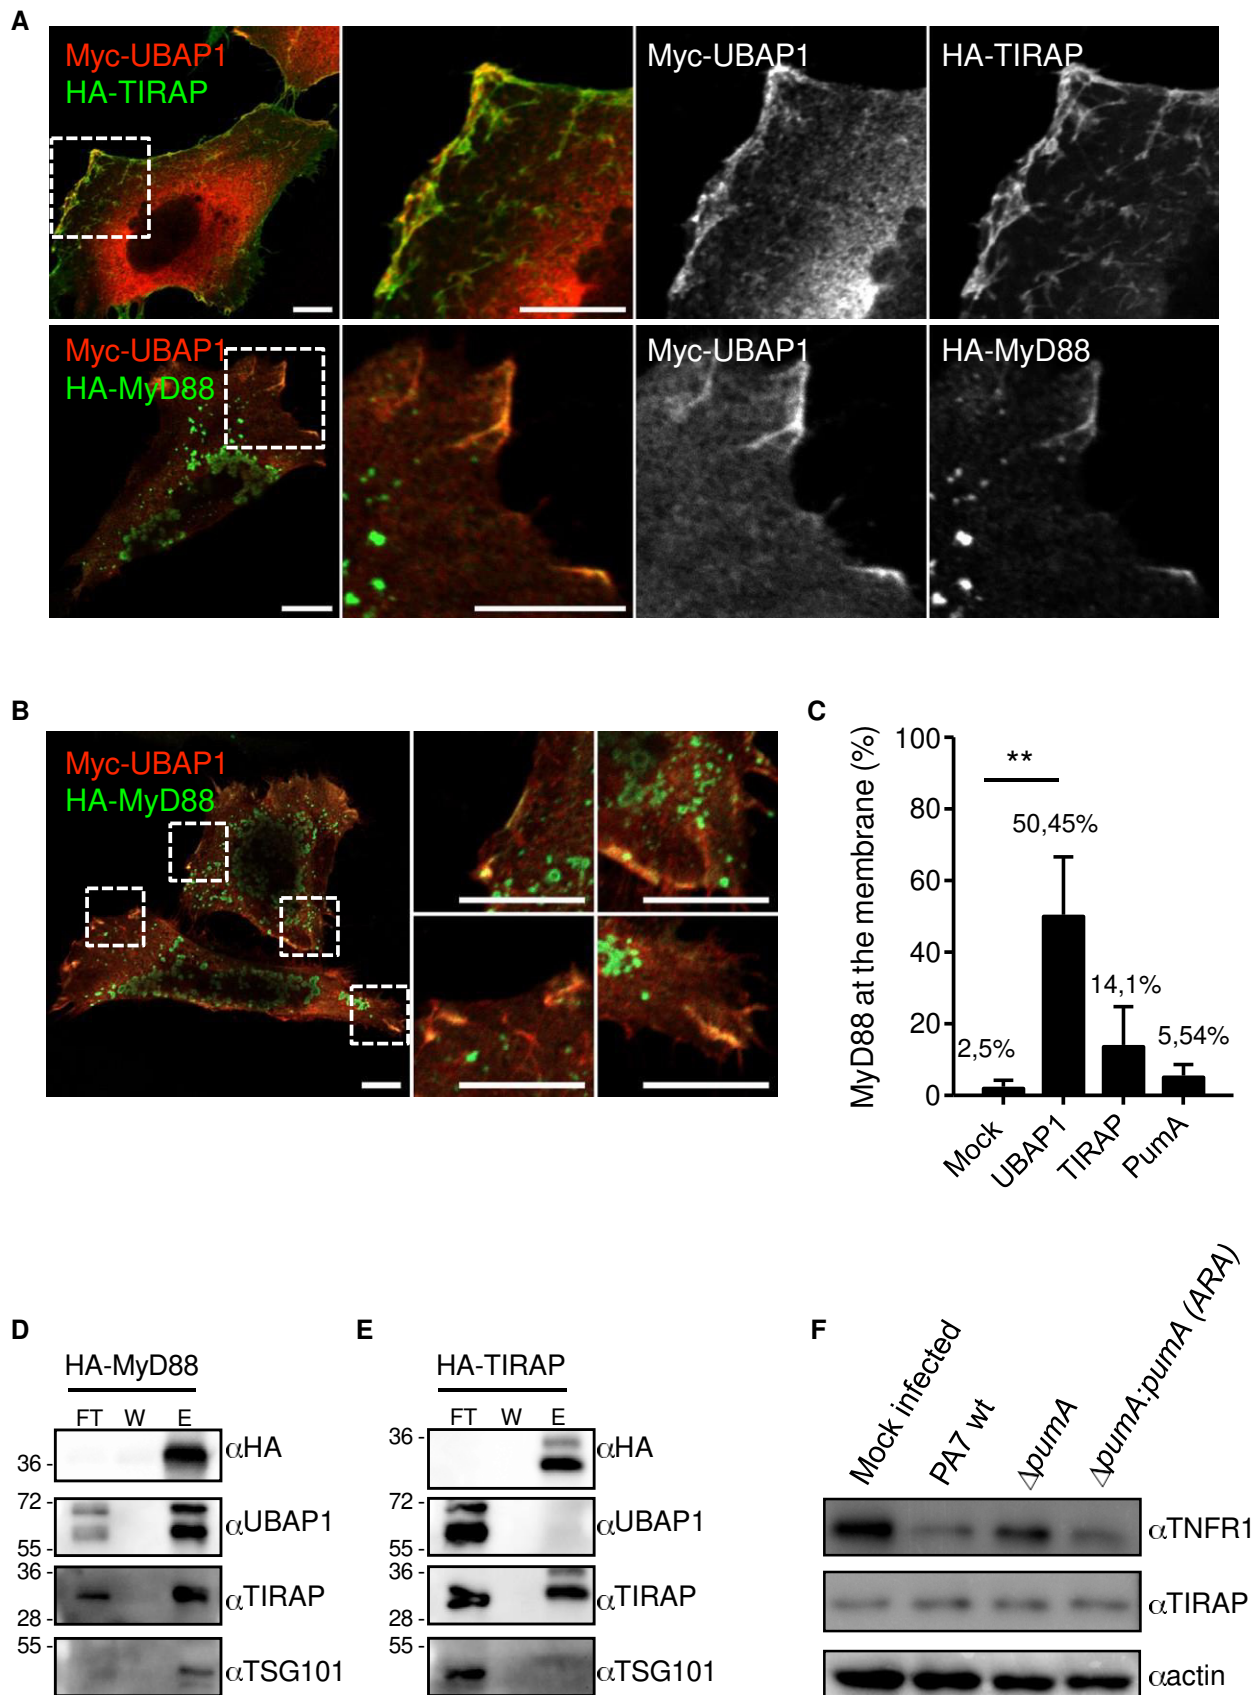 A
Myc-UBAP1
HA-TIRAP
Myc-UBAP1
HA-TIRAP
Myc-UBAP1
HA-MyD88
Myc-UBAP1
HA-MyD88
B
Myc-UBAP1
HA-MyD88
C
MyD88 at the membrane (%)
100
80
60
40
20
0
**
2,5%
50,45%
14,1%
5,54%
Mock
UBAP1
TIRAP
PumA
D
HA-MyD88
FT W E
36 - αHA
72 -
55 - αUBAP1
36 -
28 - αTIRAP
55 - αTSG101
E
HA-TIRAP
FT W E
36 - αHA
72 -
55 - αUBAP1
36 -
28 - αTIRAP
55 - αTSG101
F
Mock infected
PA7 wt
ΔpumA
ΔpumA:pumA (ARA)
αTNFR1
αTIRAP
αactin